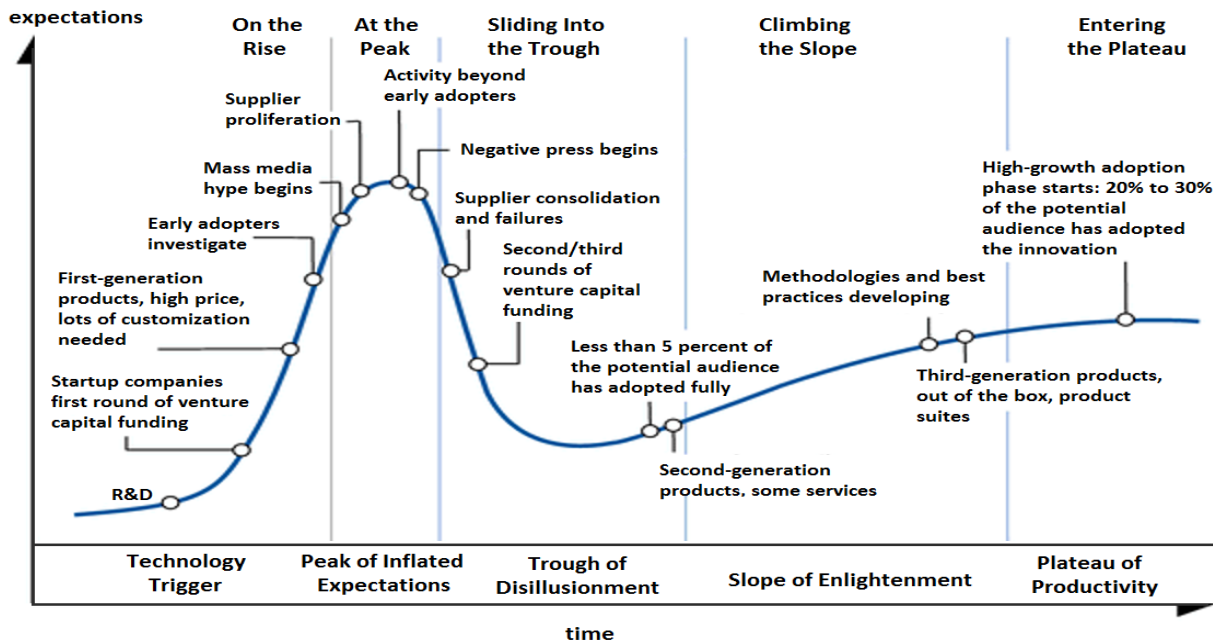 expectations
On the
Rise
At the
Peak
Sliding Into
the Trough
Climbing
the Slope
Entering
the Plateau
Activity beyond
early adopters
Supplier
proliferation
Negative press begins
Mass media
hype begins
High-growth adoption
phase starts: 20% to 30%
of the potential
audience has adopted
the innovation
Supplier consolidation
and failures
Early adopters
investigate
Second/third
rounds of
venture capital
funding
First-generation
products, high price,
lots of customization
needed
Methodologies and best
practices developing
Less than 5 percent of
the potential audience
has adopted fully
Startup companies
first round of venture
capital funding
Third-generation products,
out of the box, product
suites
Second-generation
products, some services
R&D
Technology
Trigger
Peak of Inflated
Expectations
Trough of
Disillusionment
Slope of Enlightenment
Plateau of
Productivity
time